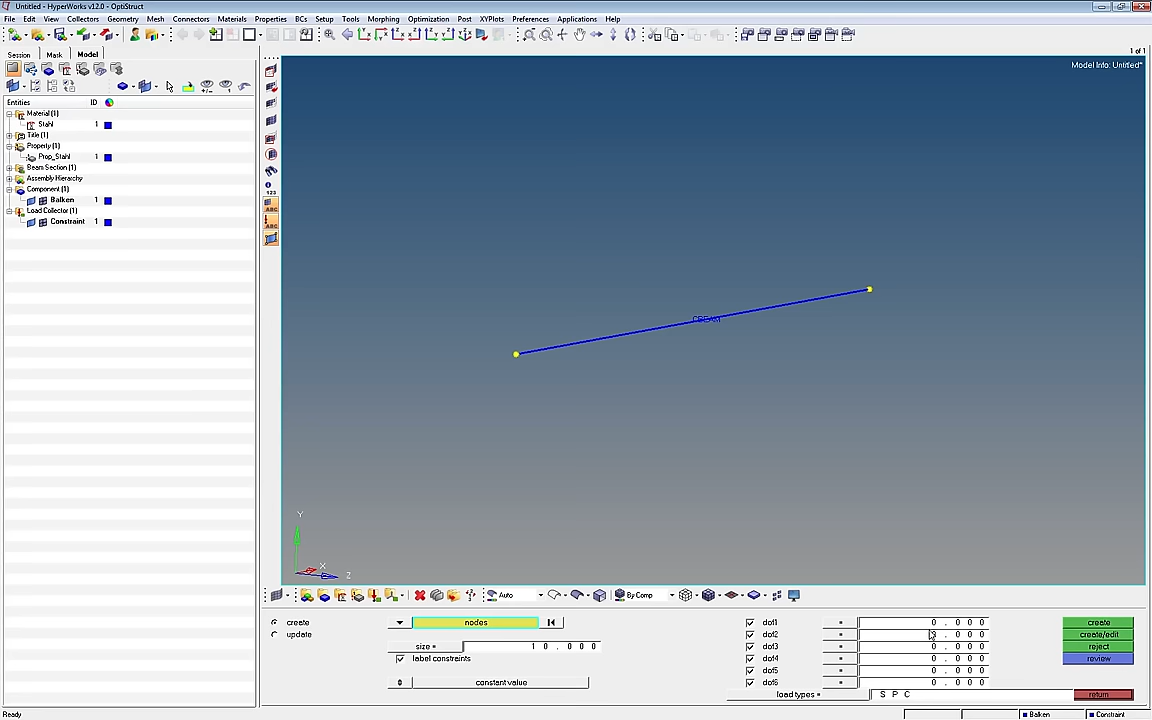 Untitled - HyperWorks v12.0 - OptiStruct
File Edit View Collectors Geometry Mesh Connectors Materials Properties BCs Setup Tools Morphing Optimization Post XYPlots Preferences Applications Help
Session Mask Model
1 of 1
Model Info: Untitled*
Entities ID
Material (1)
Stahl 1
Title (1)
Property (1)
Prop_Stahl 1
Beam Section (1)
Assembly Hierarchy
Component (1)
Balken 1
Load Collector (1)
Constraint 1
123
ABC
ABC
CBEAM
Y
X
Z
Auto By Comp
create nodes dof1 = 0.000 create
update dof2 = 0.000 create/edit
size = 10.000 dof3 = 0.000 reject
label constraints dof4 = 0.000 review
dof5 = 0.000
constant value dof6 = 0.000
load types = SPC return
Ready Balken Constraint